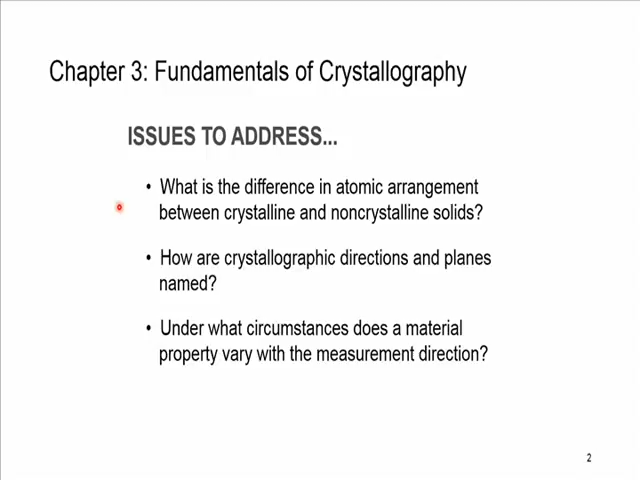 Chapter 3: Fundamentals of Crystallography
ISSUES TO ADDRESS...
• What is the difference in atomic arrangement
between crystalline and noncrystalline solids?
• How are crystallographic directions and planes
named?
• Under what circumstances does a material
property vary with the measurement direction?
2